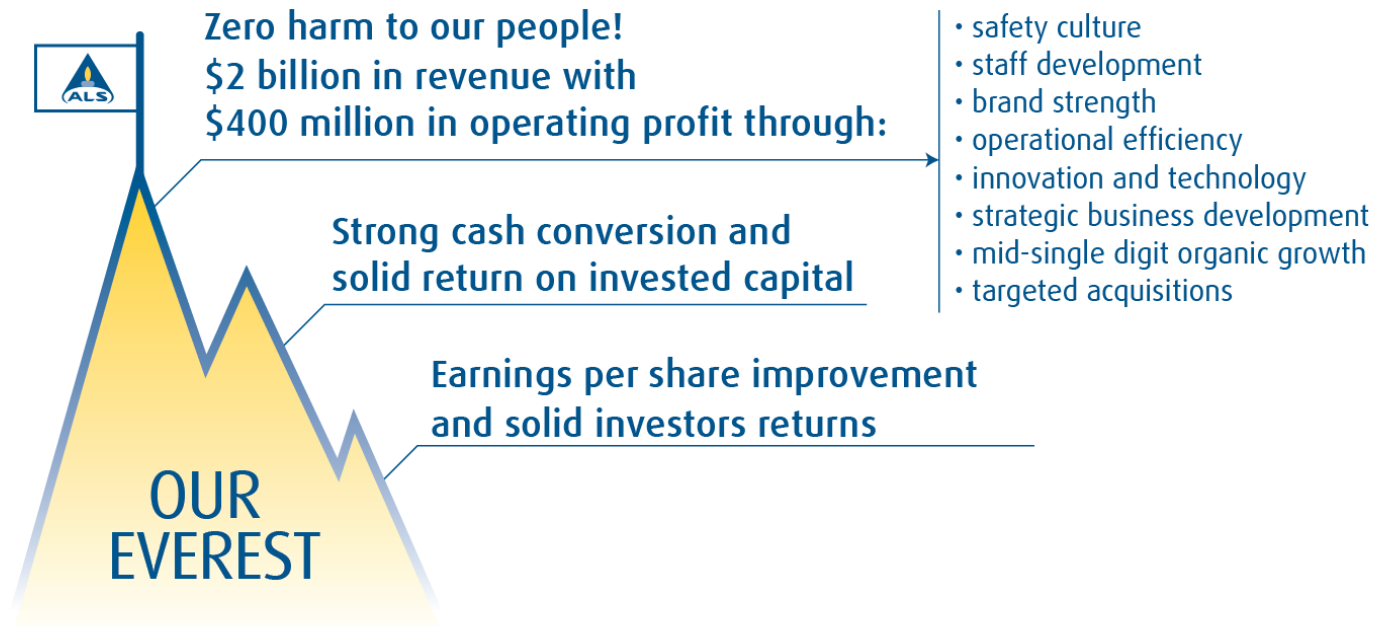 ALS
Zero harm to our people!
$2 billion in revenue with
$400 million in operating profit through:
• safety culture
• staff development
• brand strength
• operational efficiency
• innovation and technology
• strategic business development
• mid-single digit organic growth
• targeted acquisitions
Strong cash conversion and
solid return on invested capital
Earnings per share improvement
and solid investors returns
OUR
EVEREST